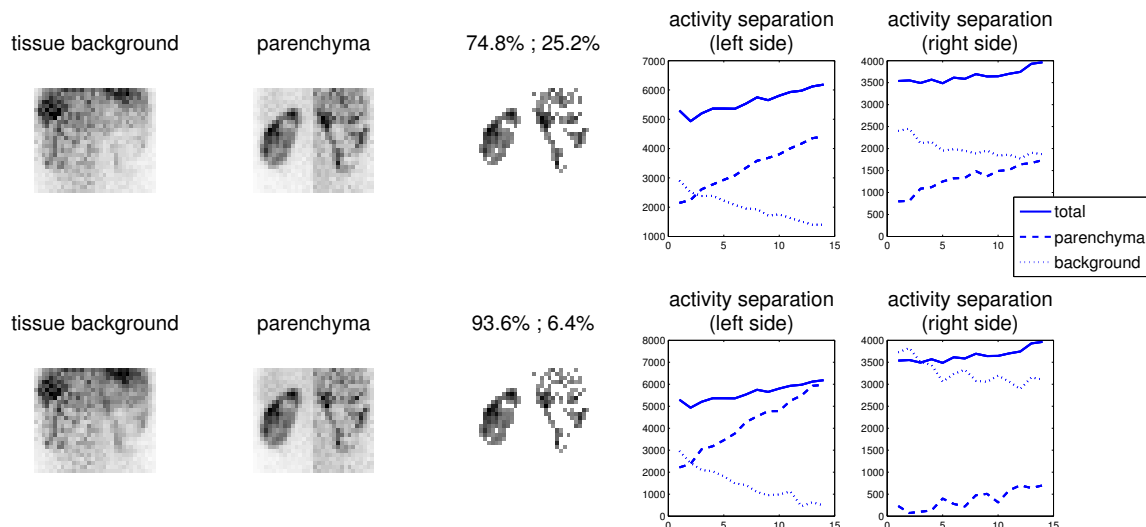 tissue background
parenchyma
74.8% ; 25.2%
activity separation
(left side)
7000
6000
5000
4000
3000
2000
1000
0 5 10 15
activity separation
(right side)
4000
3500
3000
2500
2000
1500
1000
500
0
0 5 10
total
parenchyma
background
tissue background
parenchyma
93.6% ; 6.4%
activity separation
(left side)
8000
7000
6000
5000
4000
3000
2000
1000
0
0 5 10 15
activity separation
(right side)
4000
3500
3000
2500
2000
1500
1000
500
0
0 5 10 15